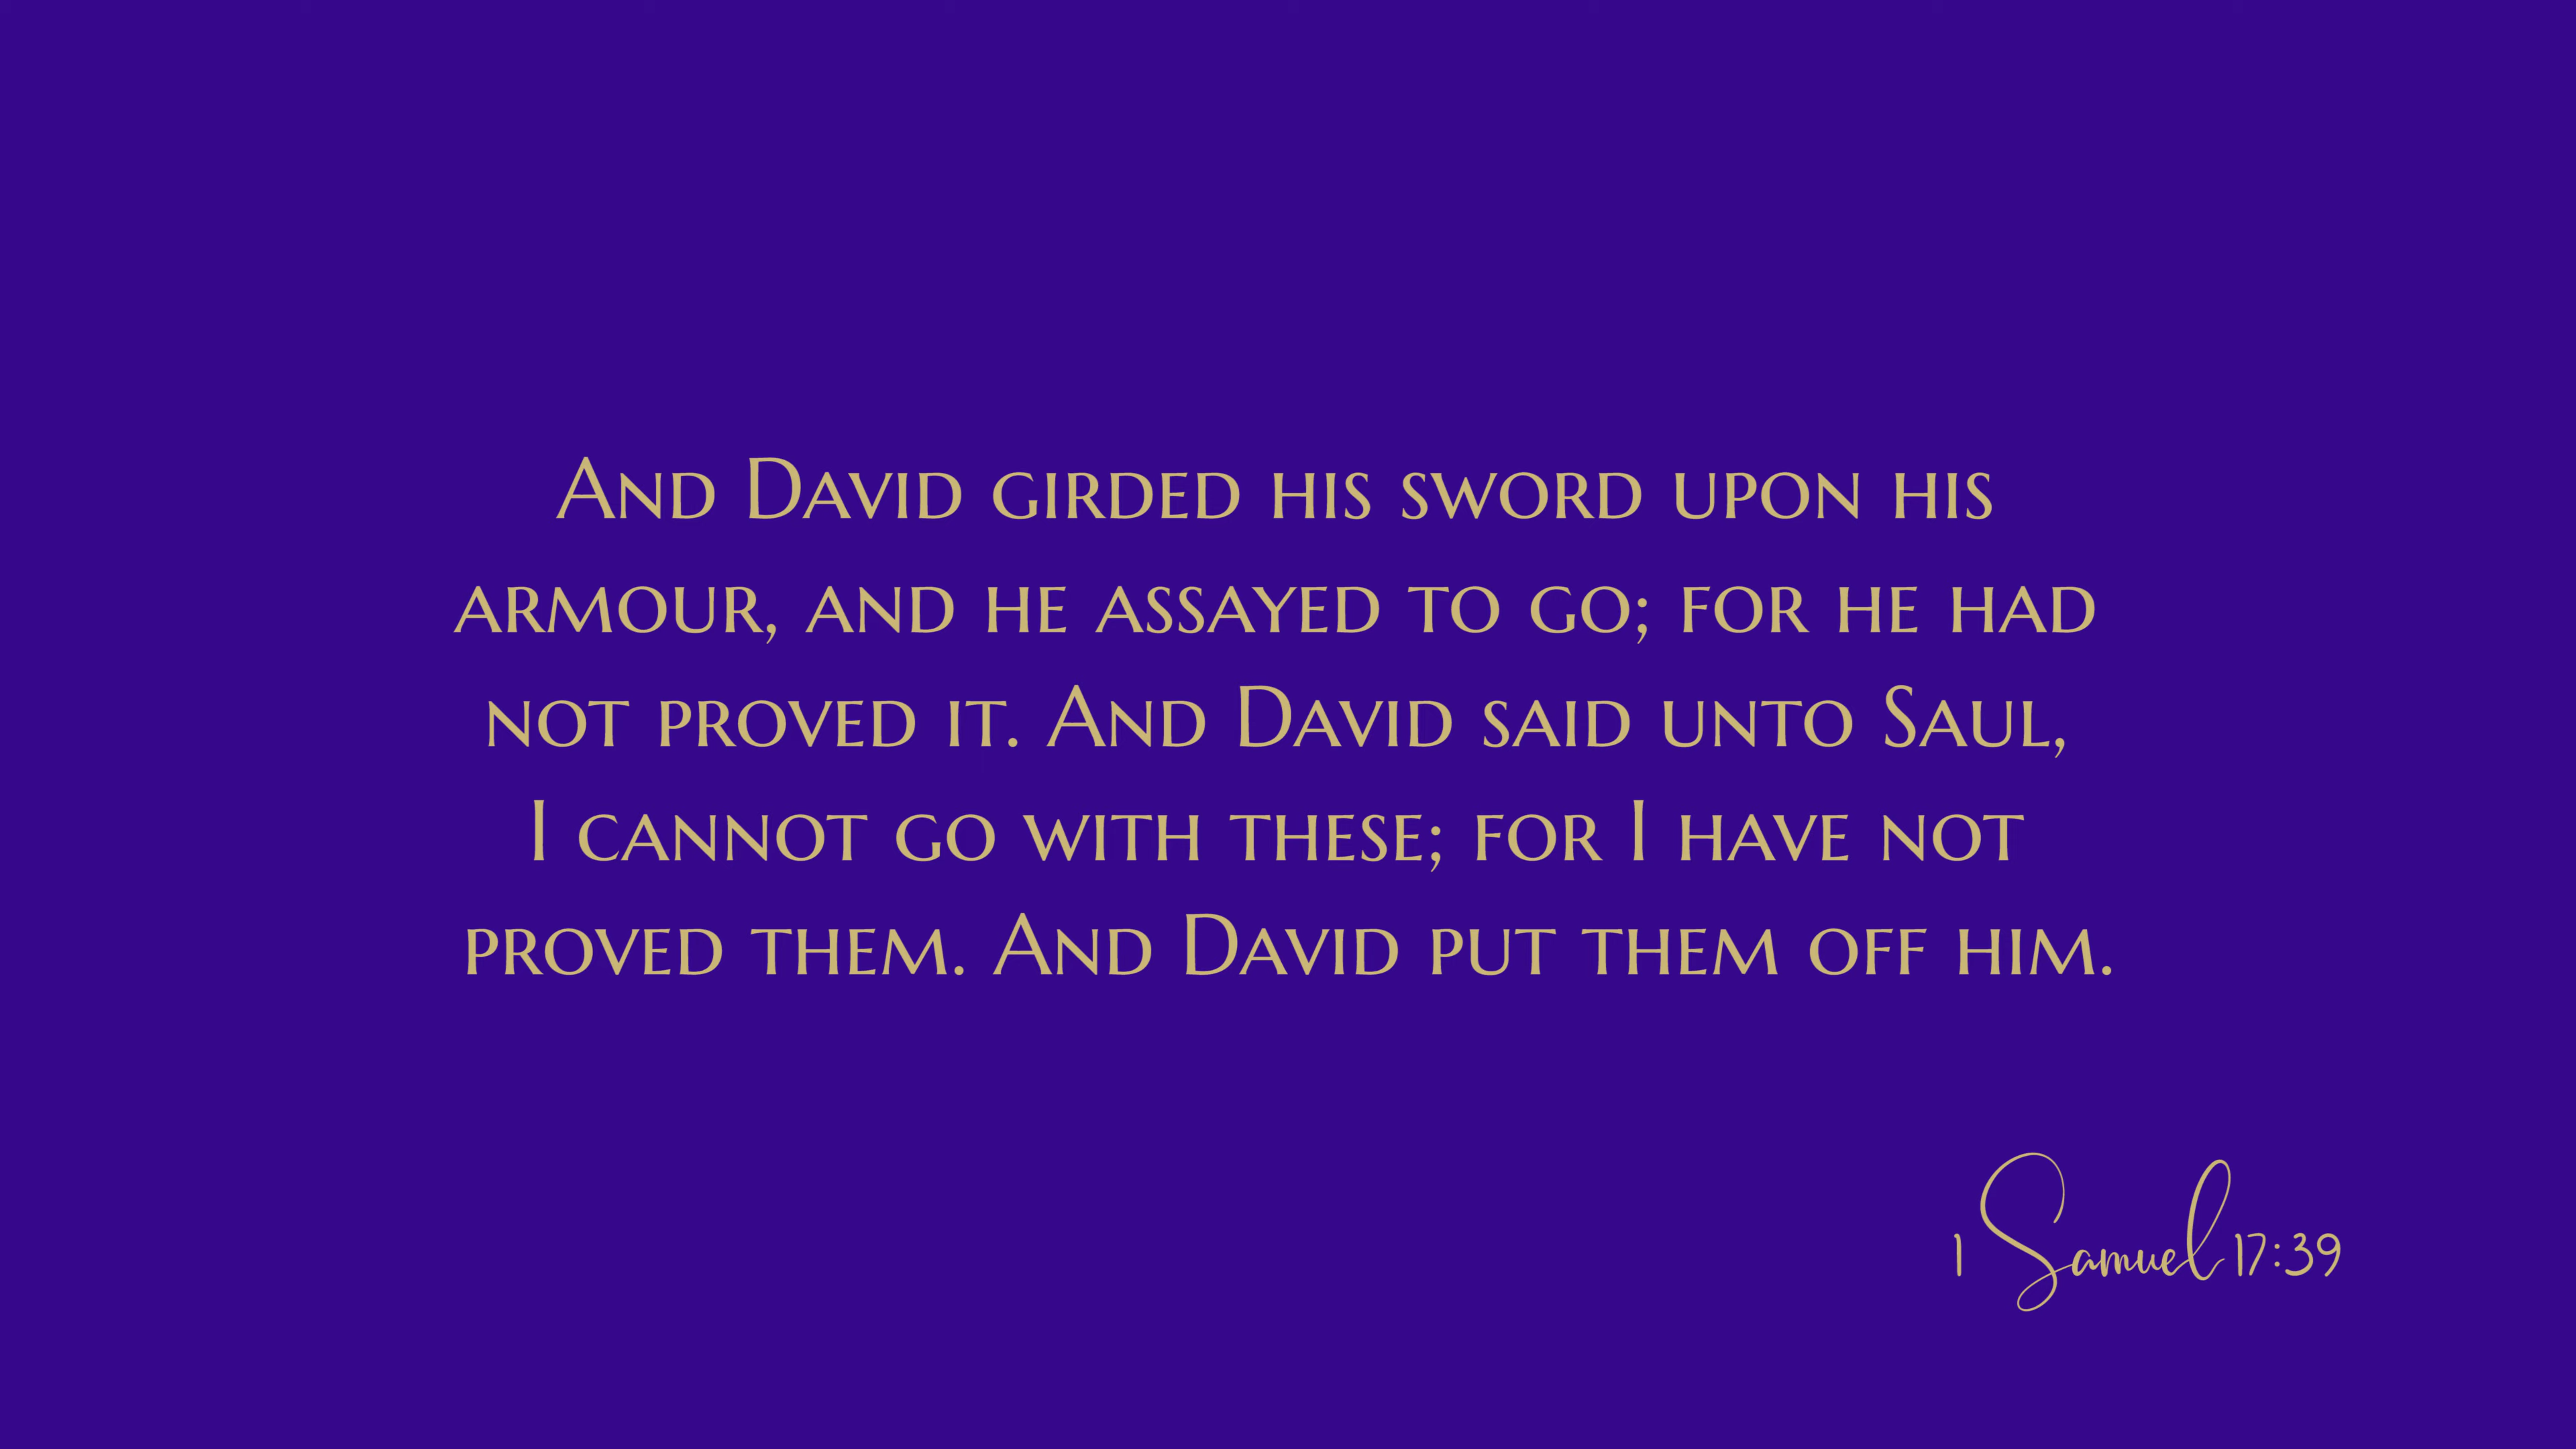 And David girded his sword upon his
armour, and he assayed to go; for he had
not proved it. And David said unto Saul,
I cannot go with these; for I have not
proved them. And David put them off him.
1 Samuel 17:39